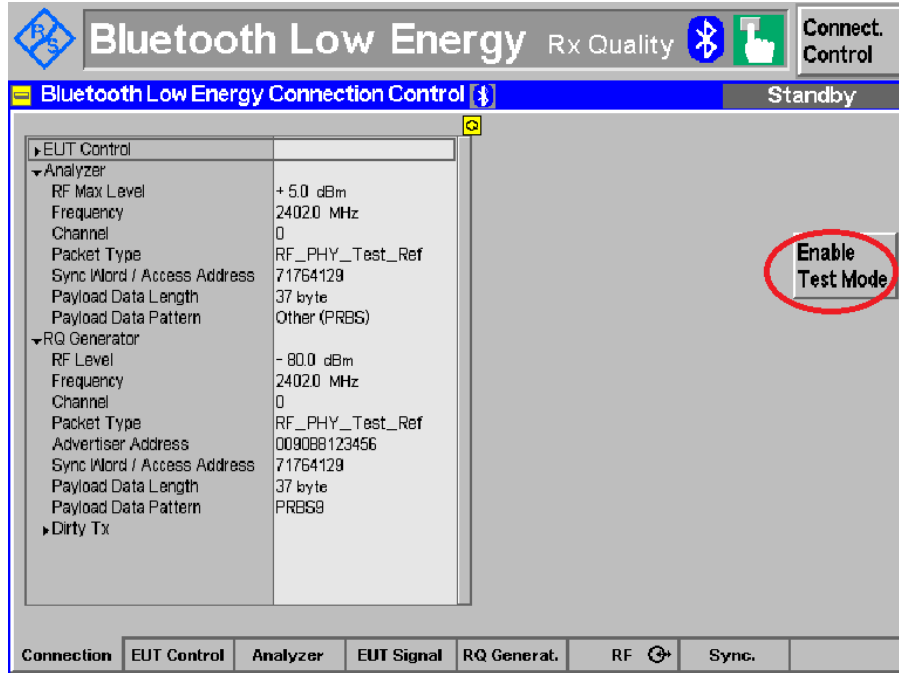 R S
Bluetooth Low Energy Rx Quality
Connect.
Control
Bluetooth Low Energy Connection Control
Standby
EUT Control
Analyzer
RF Max Level + 5.0 dBm
Frequency 2402.0 MHz
Channel 0
Packet Type RF_PHY_Test_Ref
Sync Word / Access Address 71764129
Payload Data Length 37 byte
Payload Data Pattern Other (PRBS)
RQ Generator
RF Level - 80.0 dBm
Frequency 2402.0 MHz
Channel 0
Packet Type RF_PHY_Test_Ref
Advertiser Address 0090B8123456
Sync Word / Access Address 71764129
Payload Data Length 37 byte
Payload Data Pattern PRBS9
Dirty Tx
Enable
Test Mode
Connection EUT Control Analyzer EUT Signal RQ Generat. RF Sync.